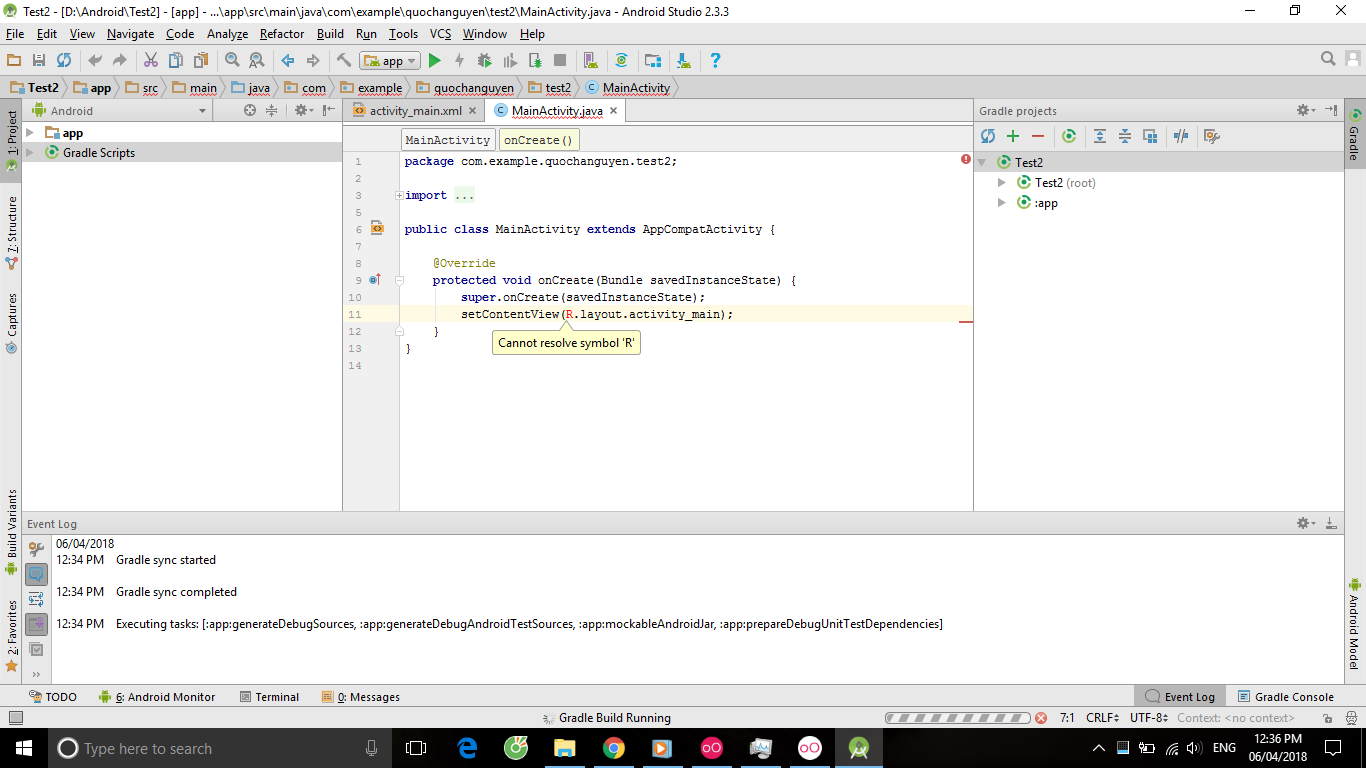 Test2 - [D:\Android\Test2] - [app] - ...\app\src\main\java\com\example\quochanguyen\test2\MainActivity.java - Android Studio 2.3.3
File Edit View Navigate Code Analyze Refactor Build Run Tools VCS Window Help
app
Test2 app src main java com example quochanguyen test2 MainActivity
1: Project
7: Structure
Captures
Build Variants
2: Favorites
Android
app
Gradle Scripts
activity_main.xml MainActivity.java
MainActivity onCreate()
1 package com.example.quochanguyen.test2;
2
3 import ...
5
6 public class MainActivity extends AppCompatActivity {
7
8 @Override
9 protected void onCreate(Bundle savedInstanceState) {
10 super.onCreate(savedInstanceState);
11 setContentView(R.layout.activity_main);
12 }
13 }
14
Cannot resolve symbol 'R'
Gradle projects
Test2
Test2 (root)
:app
Gradle
Android Model
Event Log
06/04/2018
12:34 PM Gradle sync started
12:34 PM Gradle sync completed
12:34 PM Executing tasks: [:app:generateDebugSources, :app:generateDebugAndroidTestSources, :app:mockableAndroidJar, :app:prepareDebugUnitTestDependencies]
TODO 6: Android Monitor Terminal 0: Messages Event Log Gradle Console
Gradle Build Running 7:1 CRLF UTF-8 Context: <no context>
Type here to search ENG 12:36 PM
06/04/2018